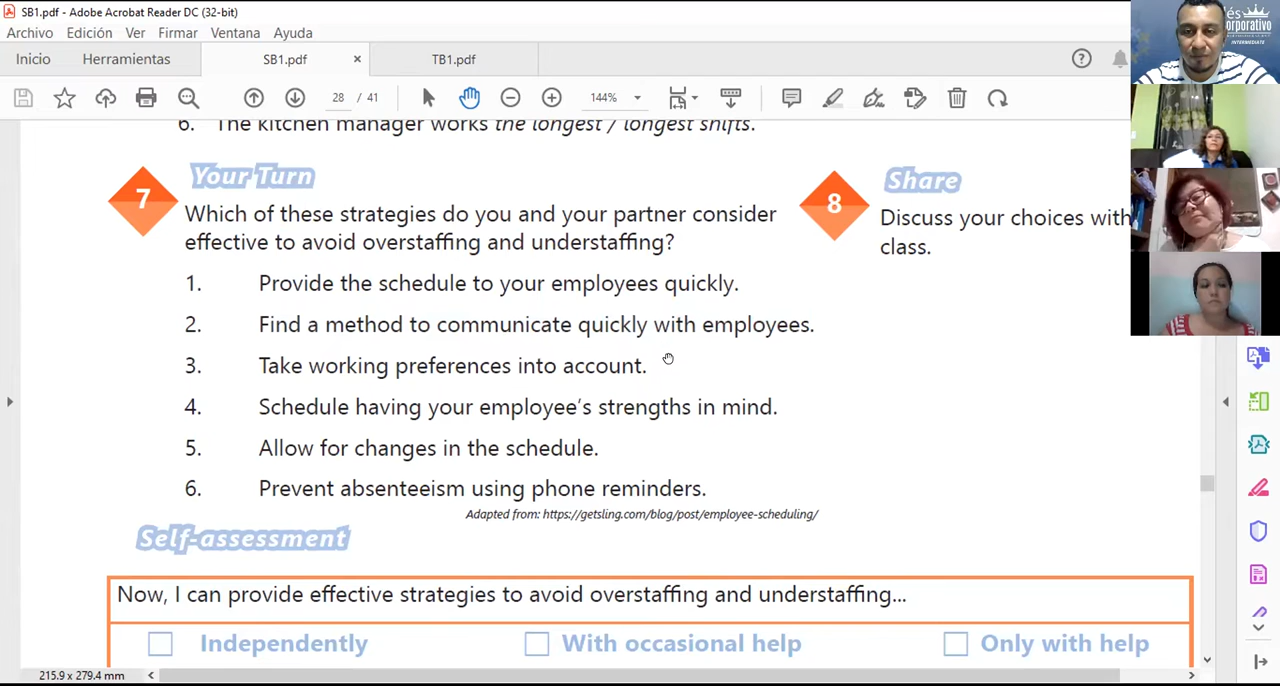 SB1.pdf - Adobe Acrobat Reader DC (32-bit)
Archivo Edición Ver Firmar Ventana Ayuda
Inicio Herramientas SB1.pdf × TB1.pdf
28 / 41 144%
6. The kitchen manager works the longest / longest shifts.
7 Your Turn
Which of these strategies do you and your partner consider
effective to avoid overstaffing and understaffing?
1. Provide the schedule to your employees quickly.
2. Find a method to communicate quickly with employees.
3. Take working preferences into account.
4. Schedule having your employee's strengths in mind.
5. Allow for changes in the schedule.
6. Prevent absenteeism using phone reminders.
Adapted from: https://getsling.com/blog/post/employee-scheduling/
8 Share
Discuss your choices with
class.
Self-assessment
Now, I can provide effective strategies to avoid overstaffing and understaffing...
Independently With occasional help Only with help
215.9 x 279.4 mm
INTERMEDIATE